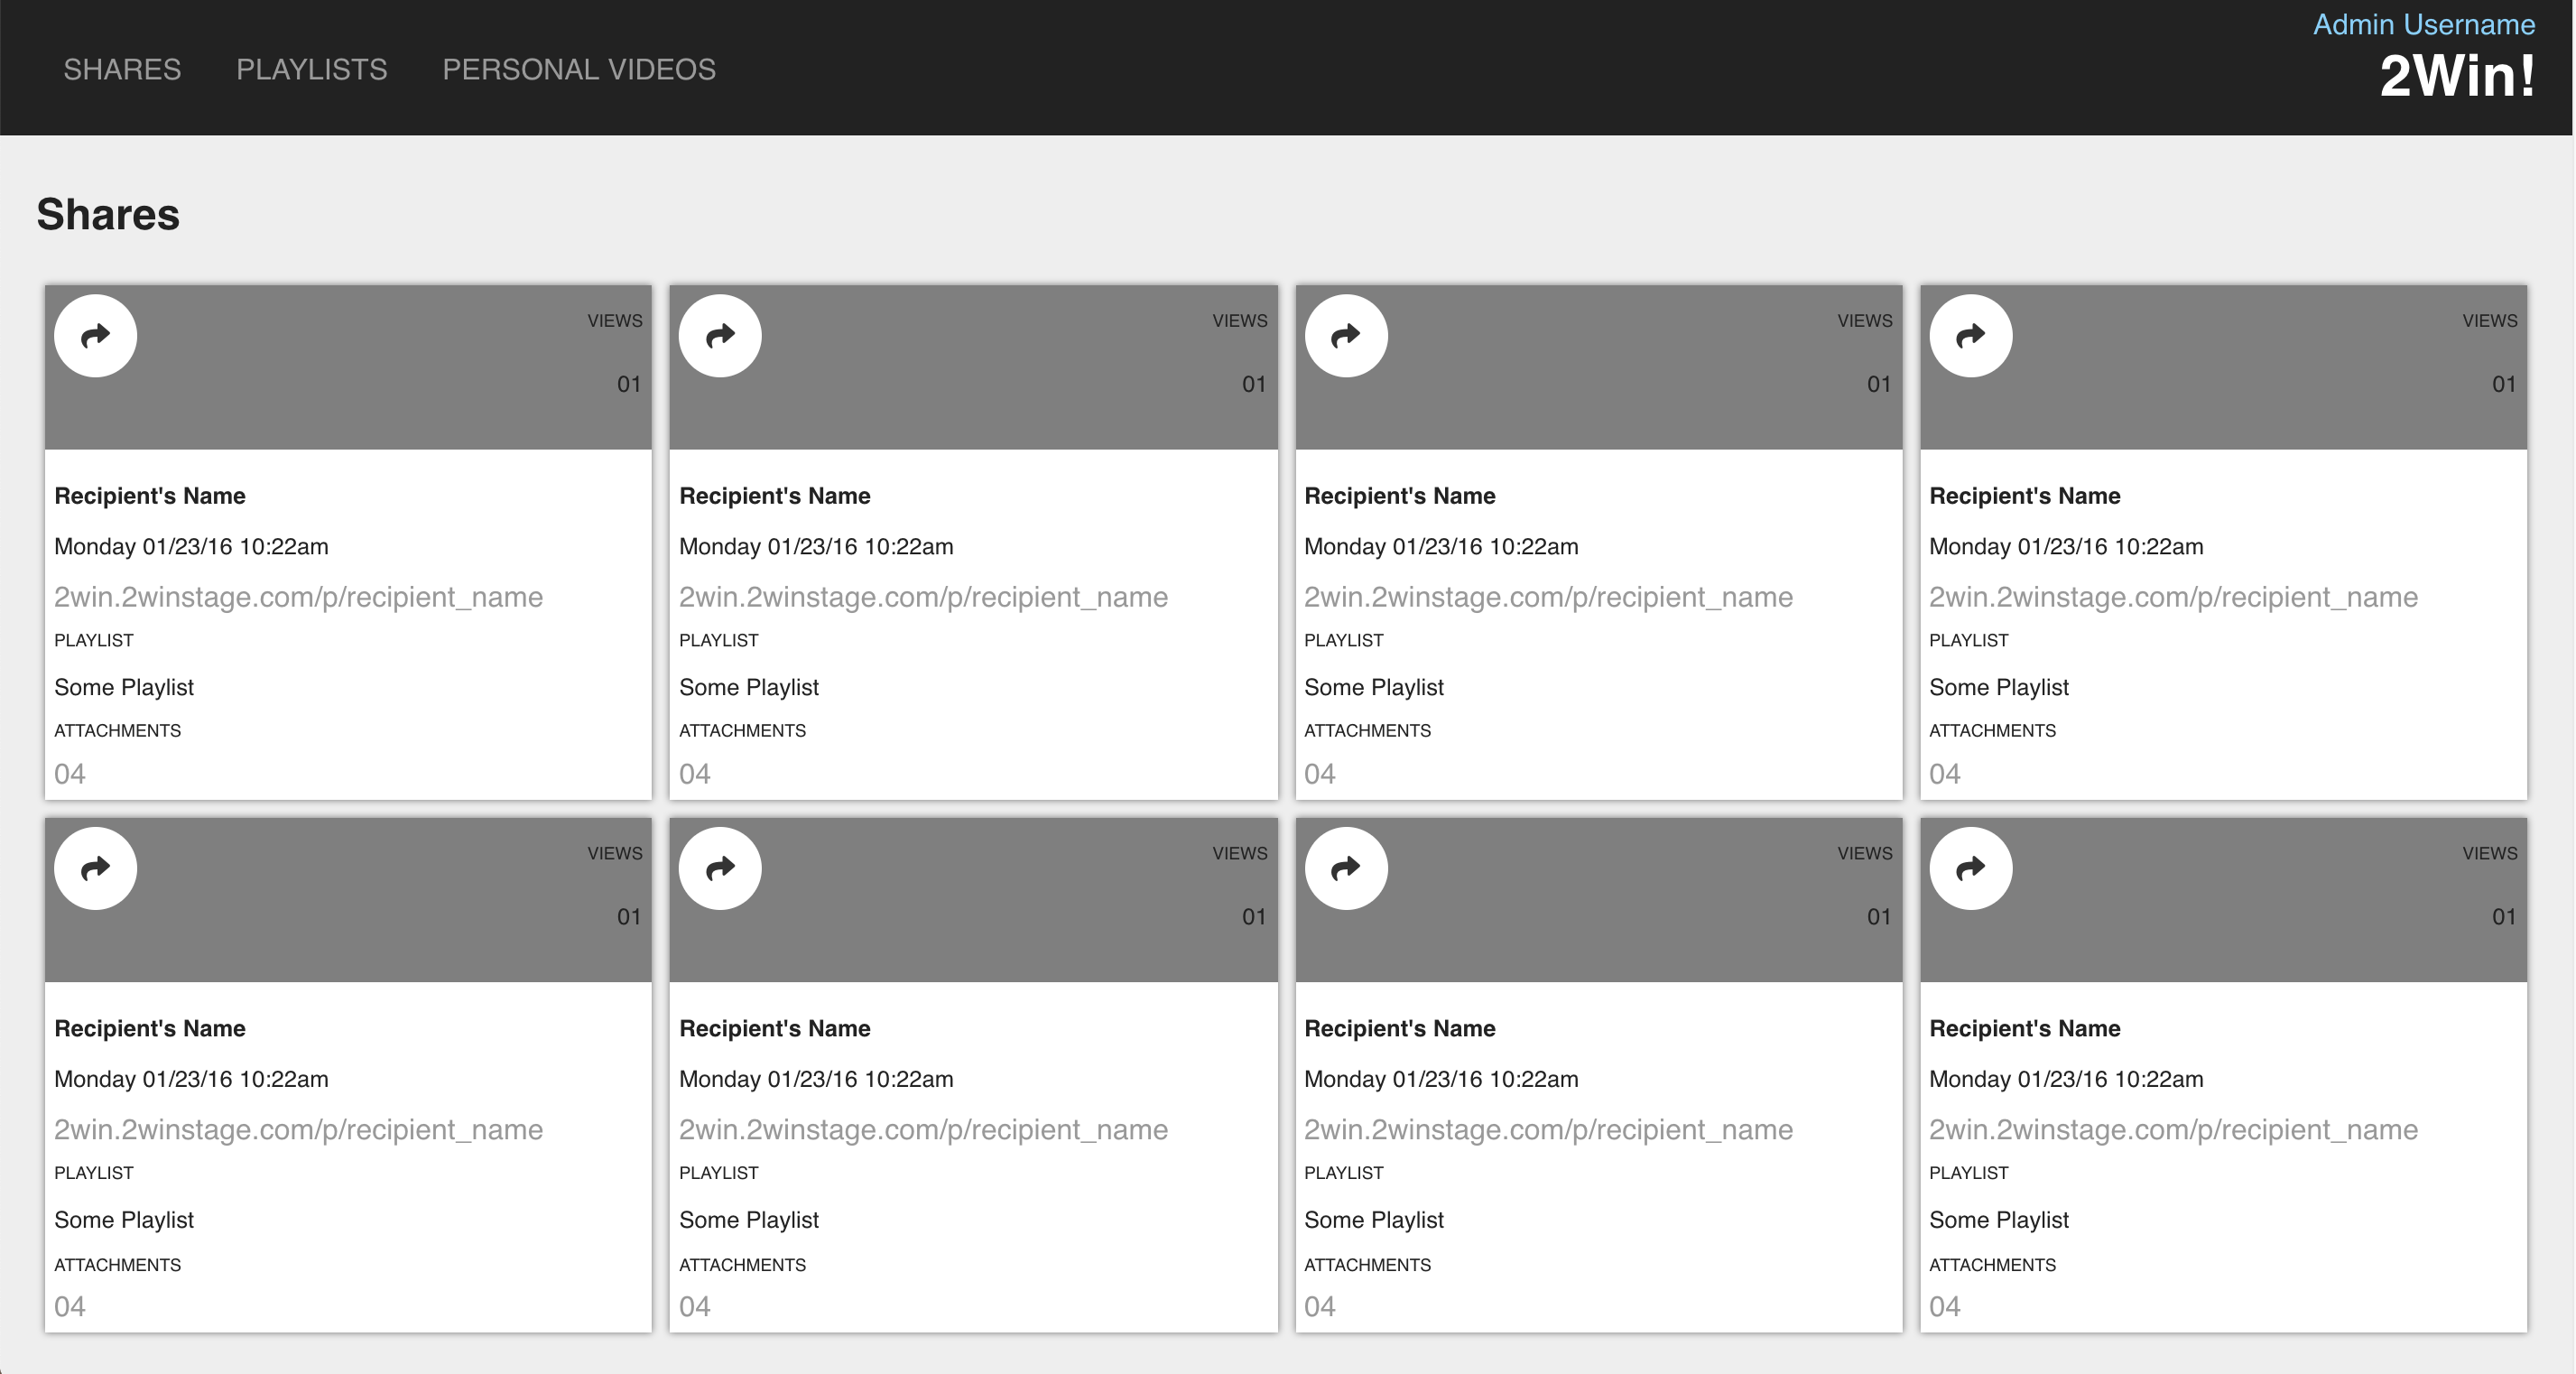 Admin Username
SHARES PLAYLISTS PERSONAL VIDEOS 2Win!
Shares
VIEWS
01
Recipient's Name
Monday 01/23/16 10:22am
2win.2winstage.com/p/recipient_name
PLAYLIST
Some Playlist
ATTACHMENTS
04
VIEWS
01
Recipient's Name
Monday 01/23/16 10:22am
2win.2winstage.com/p/recipient_name
PLAYLIST
Some Playlist
ATTACHMENTS
04
VIEWS
01
Recipient's Name
Monday 01/23/16 10:22am
2win.2winstage.com/p/recipient_name
PLAYLIST
Some Playlist
ATTACHMENTS
04
VIEWS
01
Recipient's Name
Monday 01/23/16 10:22am
2win.2winstage.com/p/recipient_name
PLAYLIST
Some Playlist
ATTACHMENTS
04
VIEWS
01
Recipient's Name
Monday 01/23/16 10:22am
2win.2winstage.com/p/recipient_name
PLAYLIST
Some Playlist
ATTACHMENTS
04
VIEWS
01
Recipient's Name
Monday 01/23/16 10:22am
2win.2winstage.com/p/recipient_name
PLAYLIST
Some Playlist
ATTACHMENTS
04
VIEWS
01
Recipient's Name
Monday 01/23/16 10:22am
2win.2winstage.com/p/recipient_name
PLAYLIST
Some Playlist
ATTACHMENTS
04
VIEWS
01
Recipient's Name
Monday 01/23/16 10:22am
2win.2winstage.com/p/recipient_name
PLAYLIST
Some Playlist
ATTACHMENTS
04